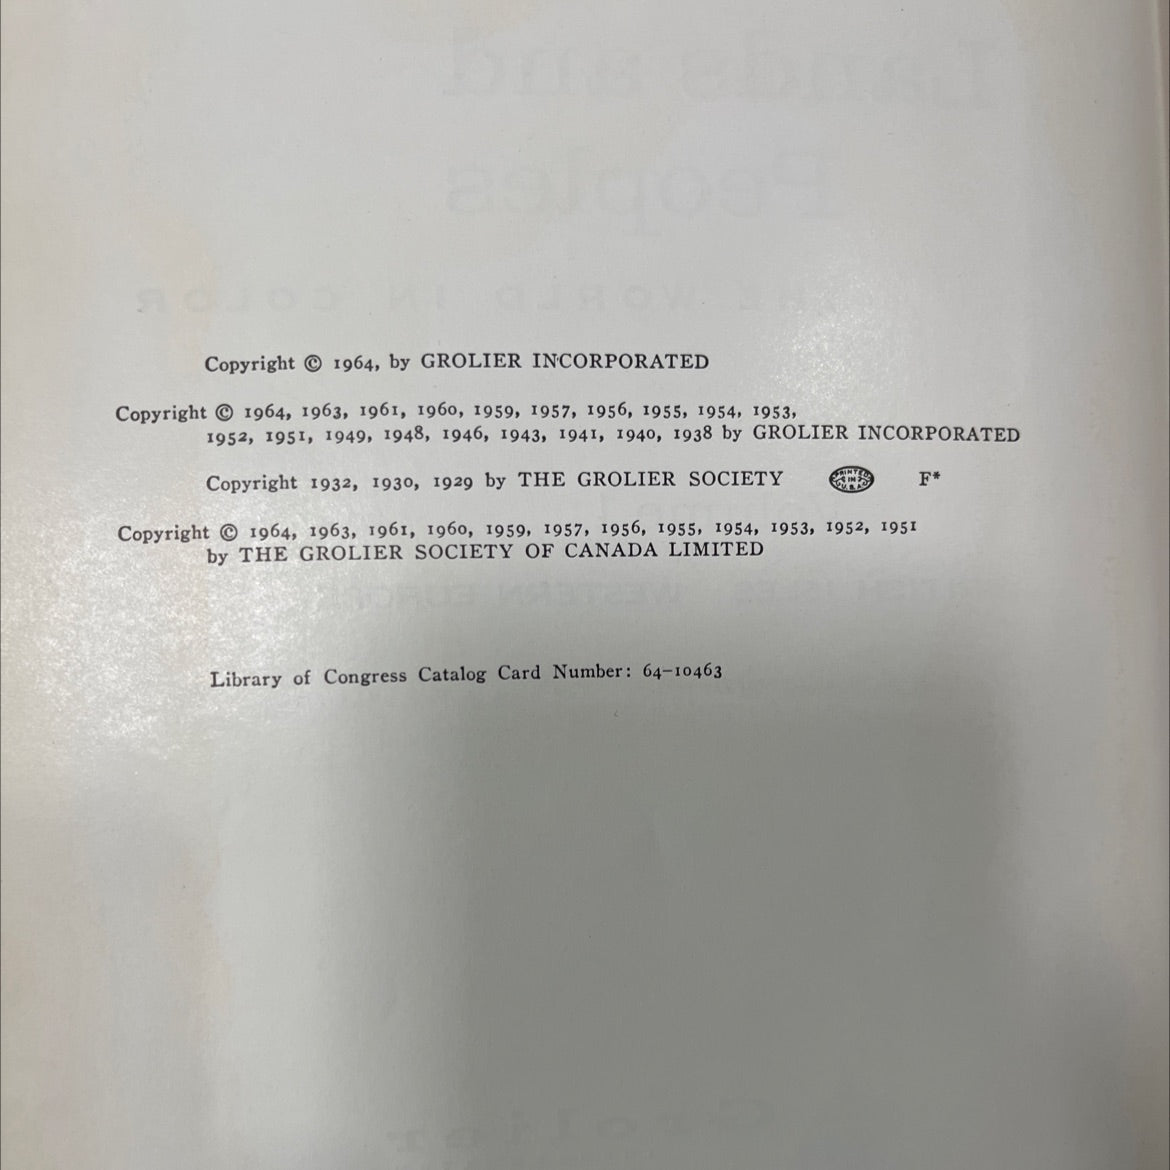 Copyright © 1964, by GROLIER INCORPORATED
Copyright © 1964, 1963, 1961, 1960, 1959, 1957, 1956, 1955, 1954, 1953,
1952, 1951, 1949, 1948, 1946, 1943, 1941, 1940, 1938 by GROLIER INCORPORATED
Copyright 1932, 1930, 1929 by THE GROLIER SOCIETY PRINTED IN U.S.A. F*
Copyright © 1964, 1963, 1961, 1960, 1959, 1957, 1956, 1955, 1954, 1953, 1952, 1951
by THE GROLIER SOCIETY OF CANADA LIMITED
Library of Congress Catalog Card Number: 64-10463